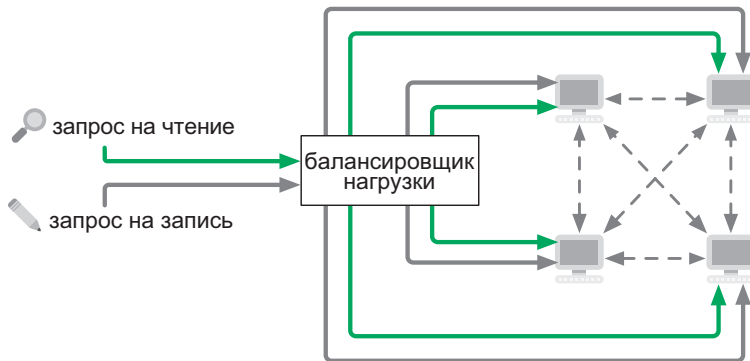 запрос на чтение
балансировщик
нагрузки
запрос на запись